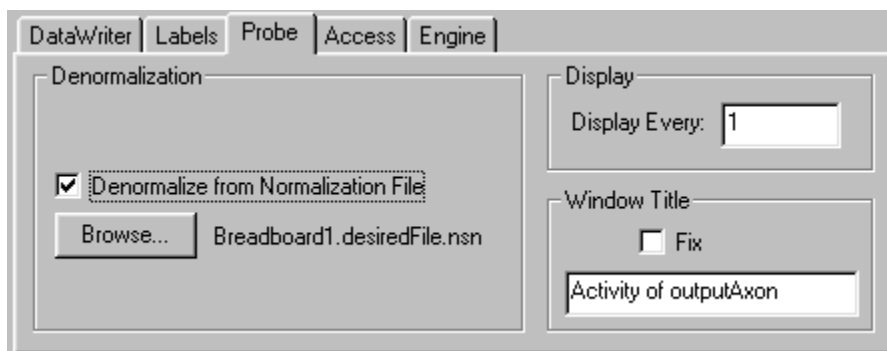 DataWriter Labels Probe Access Engine
Denormalization
Denormalize from Normalization File
Browse... Breadboard1.desiredFile.nsn
Display
Display Every: 1
Window Title
Fix
Activity of outputAxon